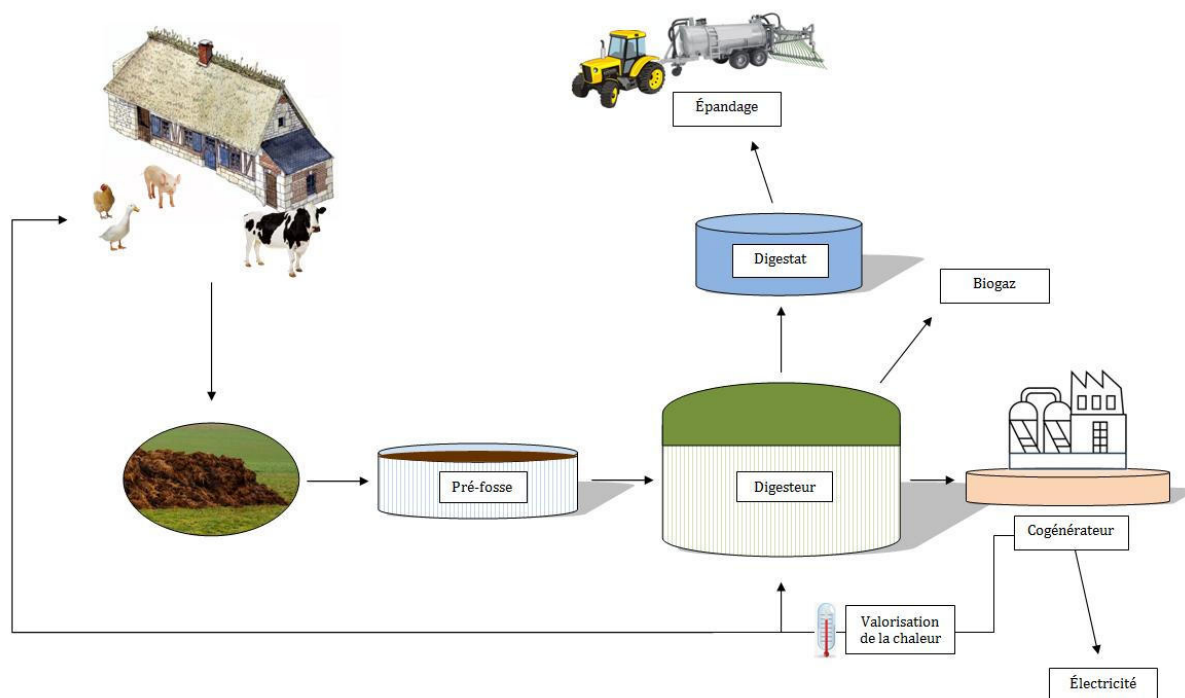 Épandage
Digestat
Biogaz
Pré-fosse
Digesteur
Cogénérateur
Valorisation
de la chaleur
Électricité